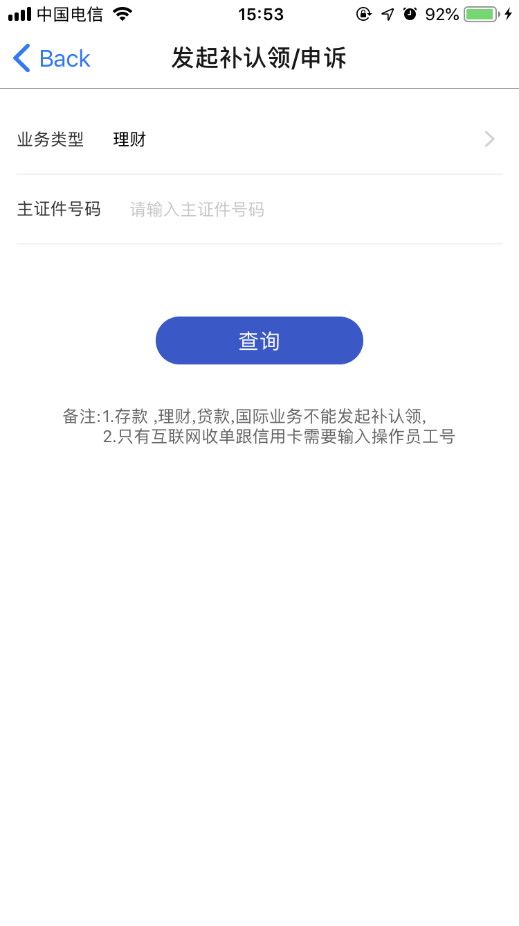 中国电信 15:53 92%
Back 发起补认领/申诉
业务类型 理财
主证件号码 请输入主证件号码
查询
备注:1.存款 ,理财,贷款,国际业务不能发起补认领,
2.只有互联网收单跟信用卡需要输入操作员工号